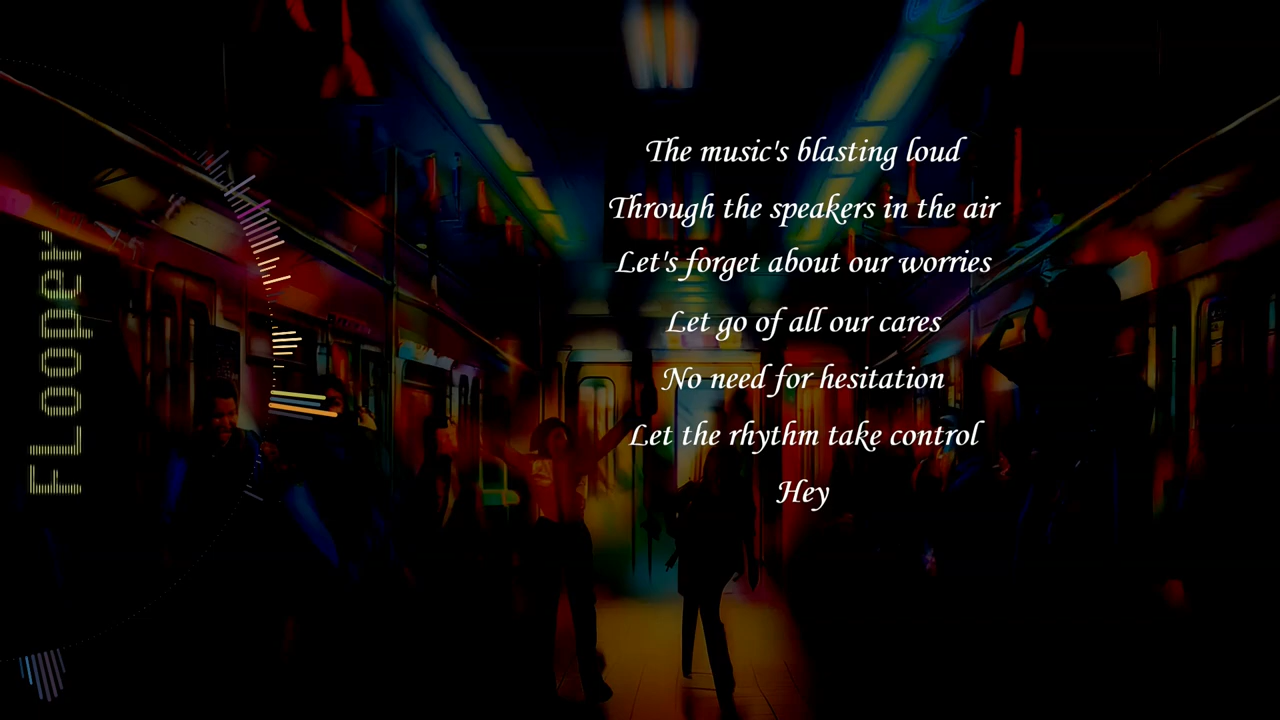 FLooper
The music's blasting loud
Through the speakers in the air
Let's forget about our worries
Let go of all our cares
No need for hesitation
Let the rhythm take control
Hey